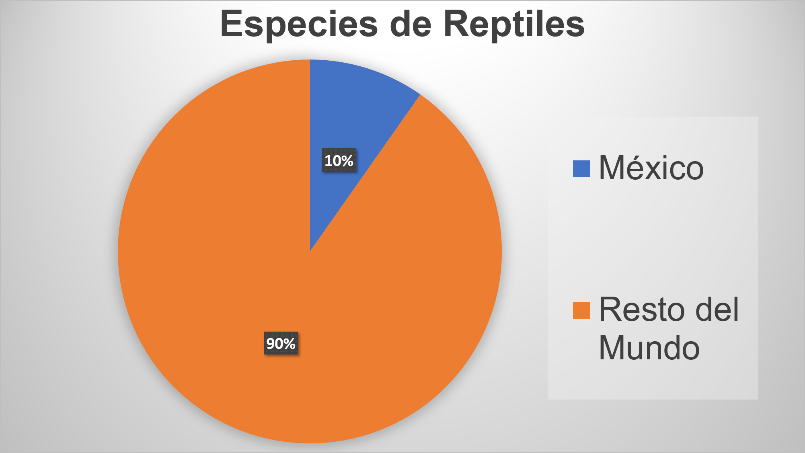 Especies de Reptiles
10%
90%
México
Resto del
Mundo